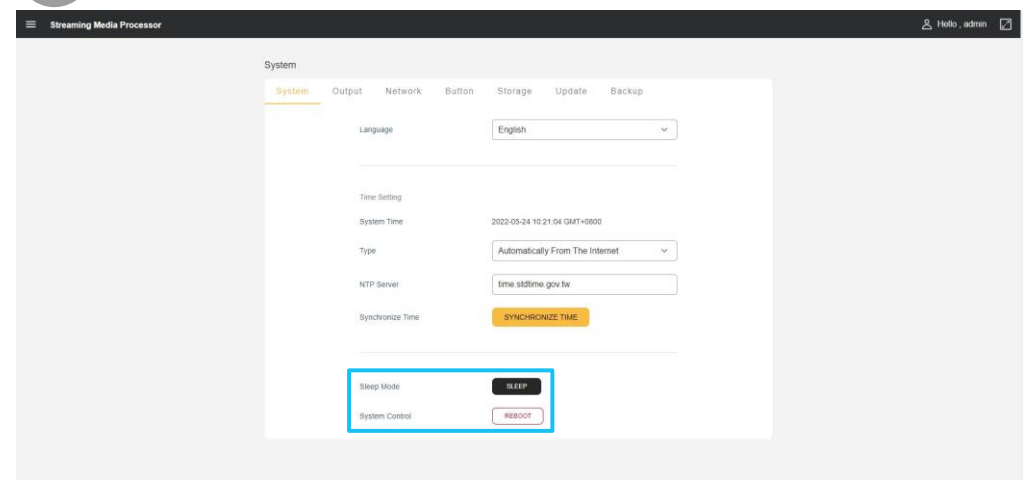 Streaming Media Processor
Hello , admin
System
System Output Network Button Storage Update Backup
Language English
Time Setting
System Time 2022-05-24 10:21:04 GMT+0800
Type Automatically From The Internet
NTP Server time.stdtime.gov.tw
Synchronize Time SYNCHRONIZE TIME
Sleep Mode SLEEP
System Control REBOOT